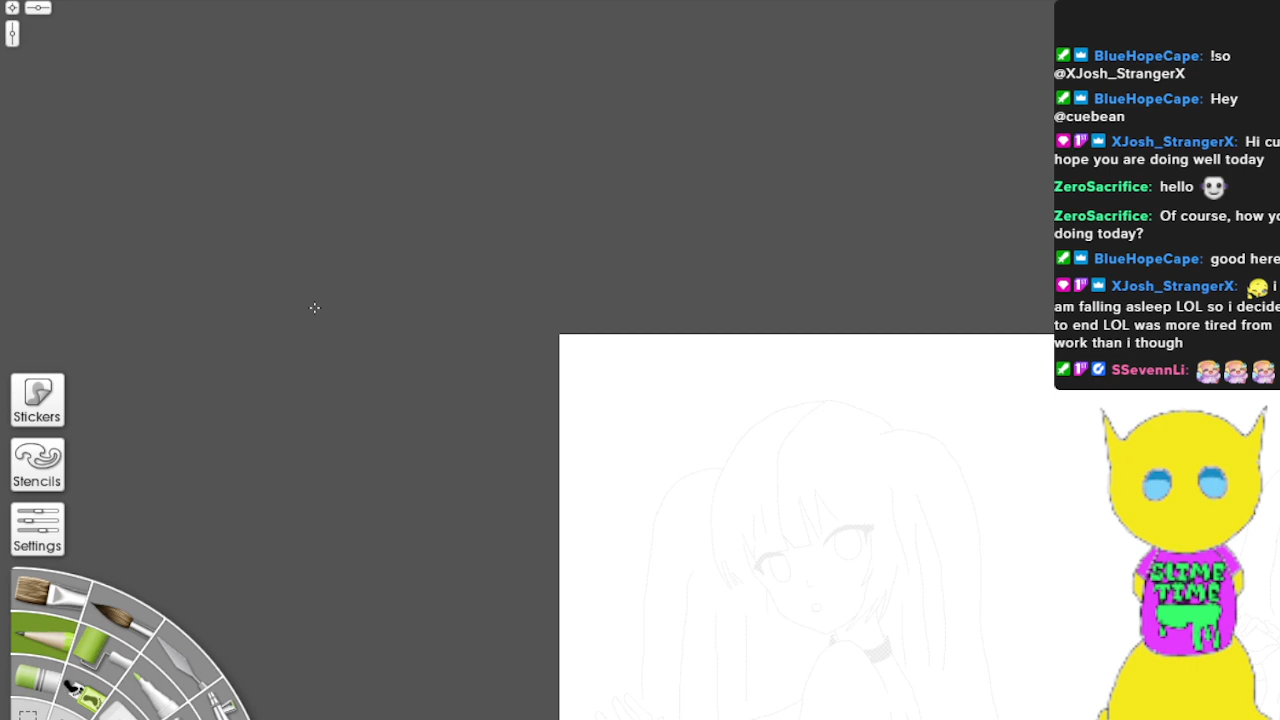 BlueHopeCape: !so
@XJosh_StrangerX
BlueHopeCape: Hey
@cuebean
XJosh_StrangerX: Hi cu
hope you are doing well today
ZeroSacrifice: hello
ZeroSacrifice: Of course, how yo
doing today?
BlueHopeCape: good here
XJosh_StrangerX: i
am falling asleep LOL so i decide
to end LOL was more tired from
work than i though
SSevennLi:
Stickers
Stencils
Settings
SLIME
TIME